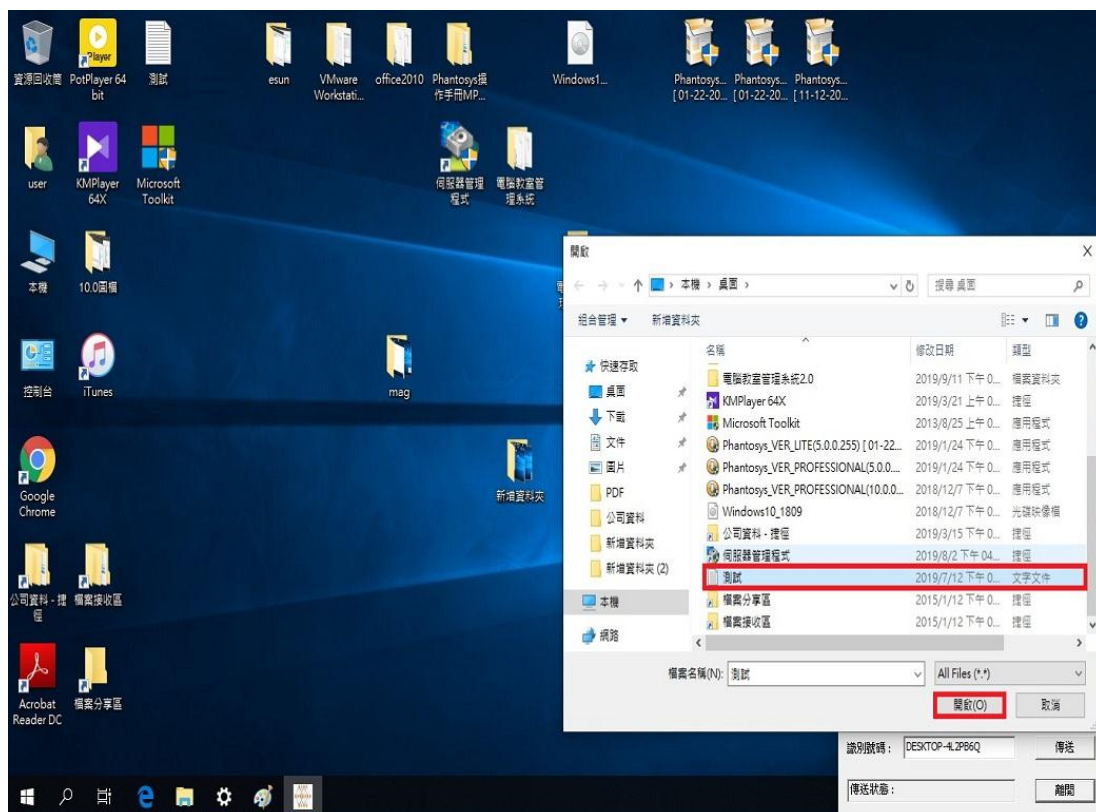 資源回收筒
PotPlayer 64
bit
測試
esun
VMware
Workstati...
office2010
Phantosys操
作手冊MP...
Windows1...
Phantosys...
[ 01-22-20...
Phantosys...
[ 01-22-20...
Phantosys...
[ 11-12-20...
user
KMPlayer
64X
Microsoft
Toolkit
伺服器管理
程式
電腦教室管
理系統
本機
10.0圖檔
控制台
iTunes
mag
Google
Chrome
新增資料夾
公司資料 - 捷
徑
檔案接收區
Acrobat
Reader DC
檔案分享區
開啟
本機 › 桌面 ›
搜尋 桌面
組合管理
新增資料夾
快速存取
桌面
下載
文件
圖片
PDF
公司資料
新增資料夾
新增資料夾 (2)
本機
網路
名稱 修改日期 類型
電腦教室管理系統2.0 2019/9/11 下午 0... 檔案資料夾
KMPlayer 64X 2019/3/21 上午 0... 捷徑
Microsoft Toolkit 2013/8/25 上午 0... 應用程式
Phantosys_VER_LITE(5.0.0.255) [ 01-22... 2019/1/24 下午 0... 應用程式
Phantosys_VER_PROFESSIONAL(5.0.0.... 2019/1/24 下午 0... 應用程式
Phantosys_VER_PROFESSIONAL(10.0.0... 2018/12/7 下午 0... 應用程式
Windows10_1809 2018/12/7 下午 0... 光碟映像檔
公司資料 - 捷徑 2019/3/15 下午 0... 捷徑
伺服器管理程式 2019/8/2 下午 04... 捷徑
測試 2019/7/12 下午 0... 文字文件
檔案分享區 2015/1/12 下午 0... 捷徑
檔案接收區 2015/1/12 下午 0... 捷徑
檔案名稱(N): 測試 All Files (*.*)
開啟(O) 取消
識別號碼: DESKTOP-4L2PB6Q 傳送
傳送狀態: 離開